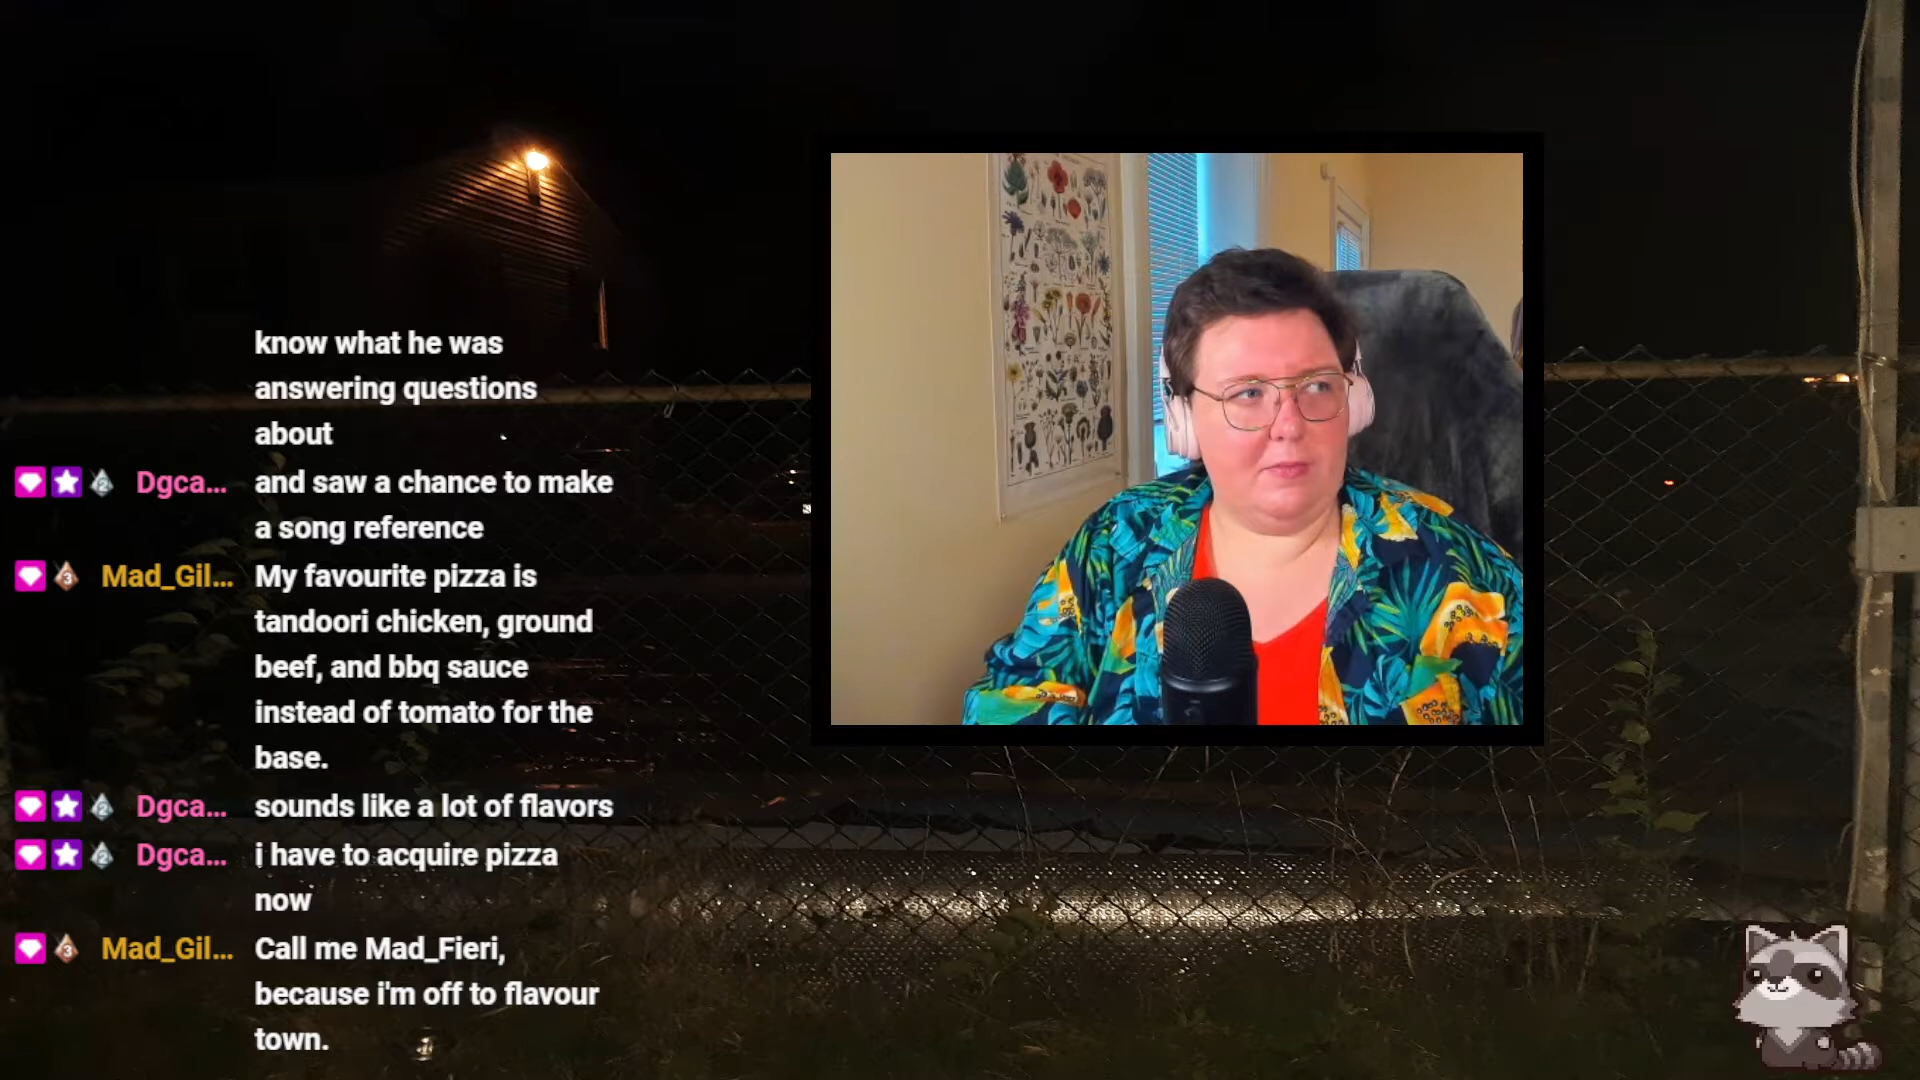 know what he was
answering questions
about
Dgca... and saw a chance to make
a song reference
Mad_Gil... My favourite pizza is
tandoori chicken, ground
beef, and bbq sauce
instead of tomato for the
base.
Dgca... sounds like a lot of flavors
Dgca... i have to acquire pizza
now
Mad_Gil... Call me Mad_Fieri,
because i'm off to flavour
town.